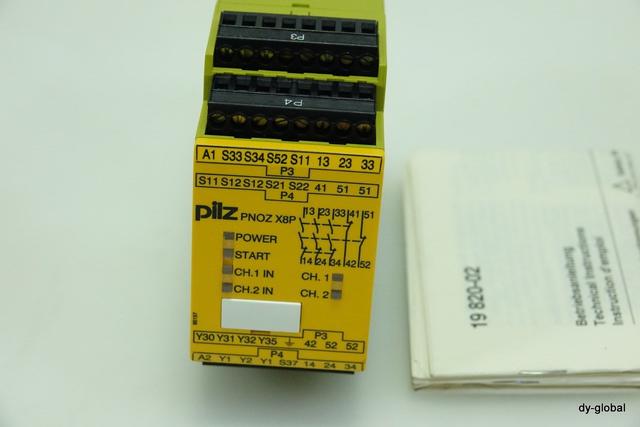 P3
P4
A1 S33 S34 S52 S11 13 23 33
P3
S11 S12 S12 S21 S22 41 51 51
P4
pilz PNOZ X8P
13 23 33 41 51
POWER
START
CH.1 IN
CH.2 IN
14 24 34 42 52
CH. 1
CH. 2
Y30 Y31 Y32 Y35 42 52 52
P3
P4
A2 Y1 Y2 Y1 S37 14 24 34
19 820-02
Betriebsanleitung
Technical Instructions
Instruction d'emploi
dy-global